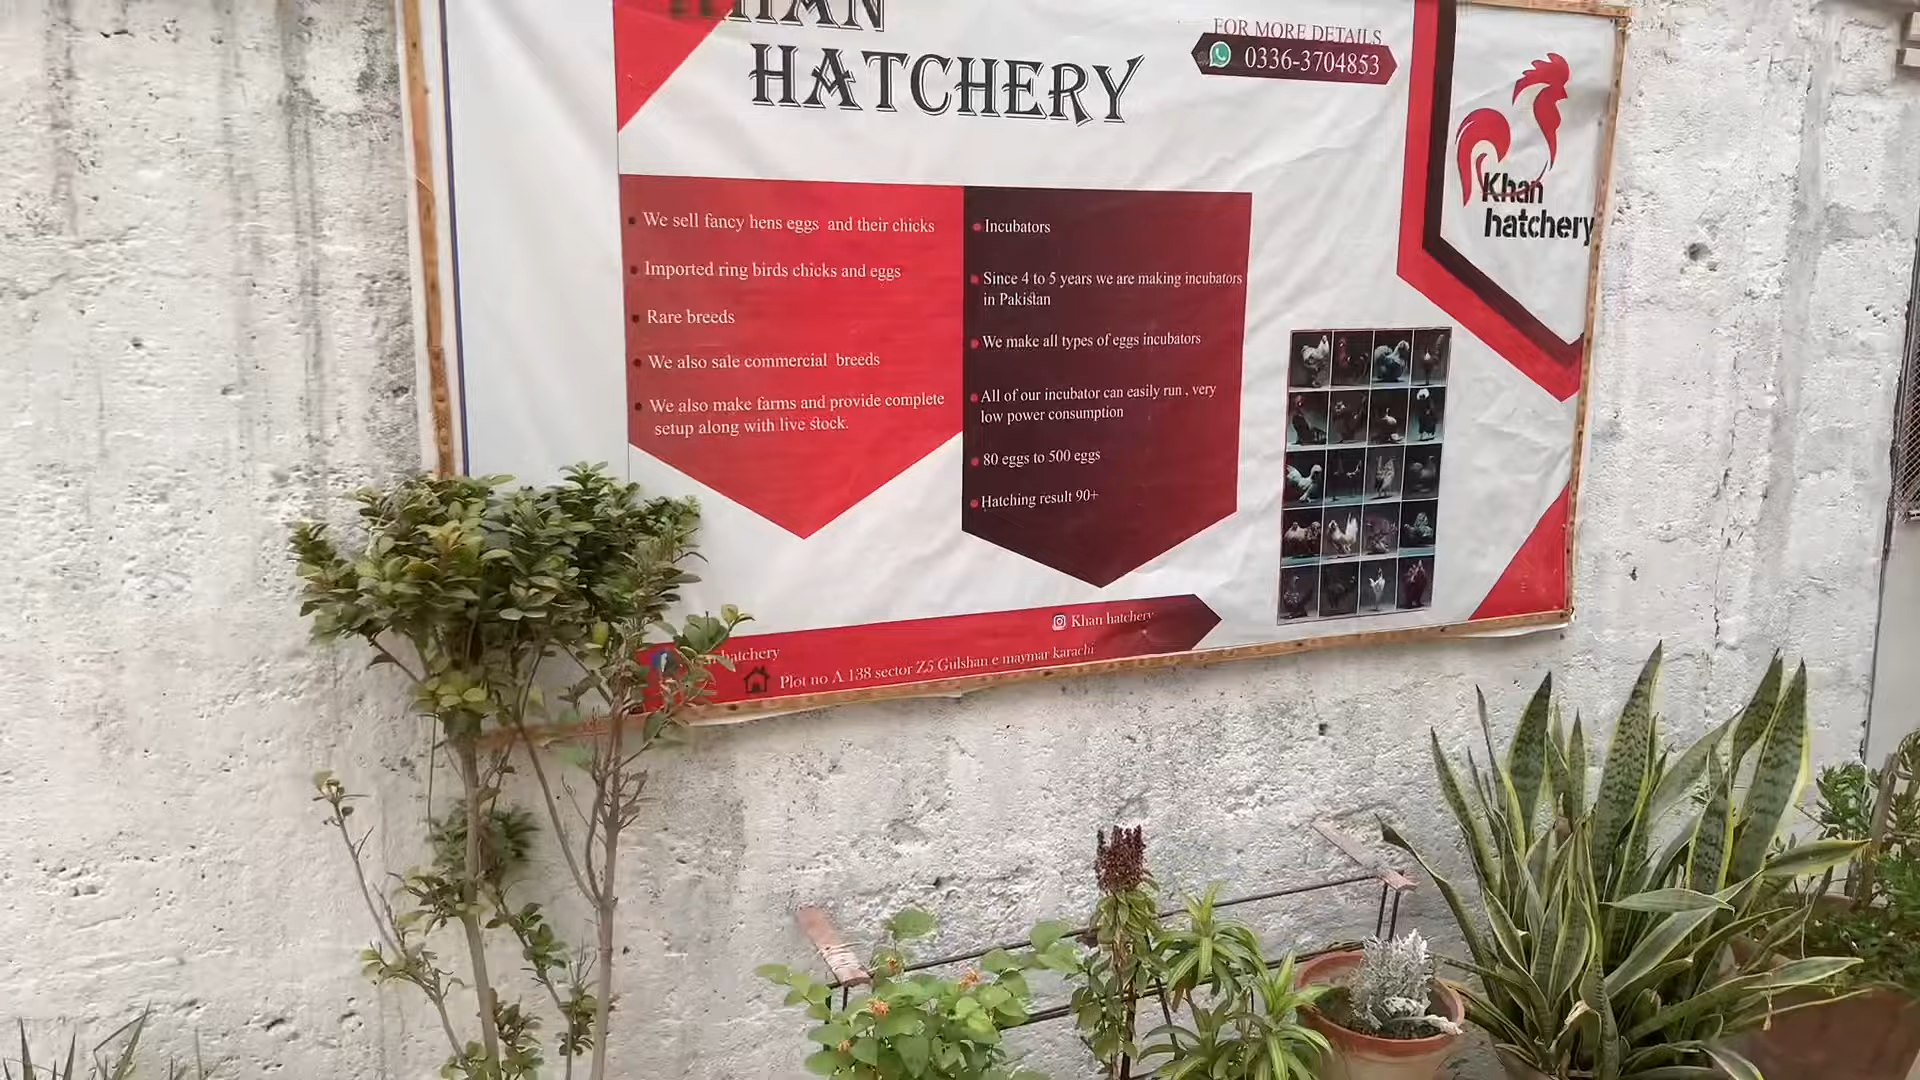 KHAN
HATCHERY
FOR MORE DETAILS
0336-3704853
Khan
hatchery
We sell fancy hens eggs and their chicks
Imported ring birds chicks and eggs
Rare breeds
We also sale commercial breeds
We also make farms and provide complete
setup along with live stock.
Incubators
Since 4 to 5 years we are making incubators
in Pakistan
We make all types of eggs incubators
All of our incubator can easily run , very
low power consumption
80 eggs to 500 eggs
Hatching result 90+
Khan hatchery
hatchery
Plot no A 138 sector Z5 Gulshan e maymar karachi